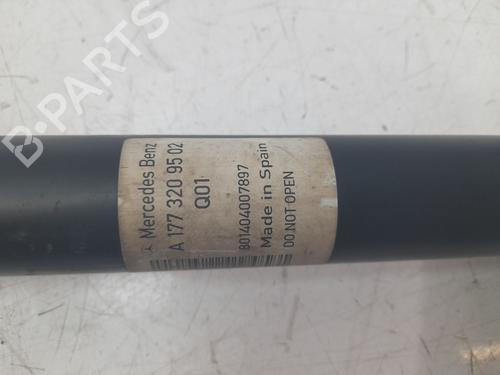 Mercedes Benz
A 177 320 95 02
Q01
801404007897
Made in Spain
DO NOT OPEN
B-PARTS